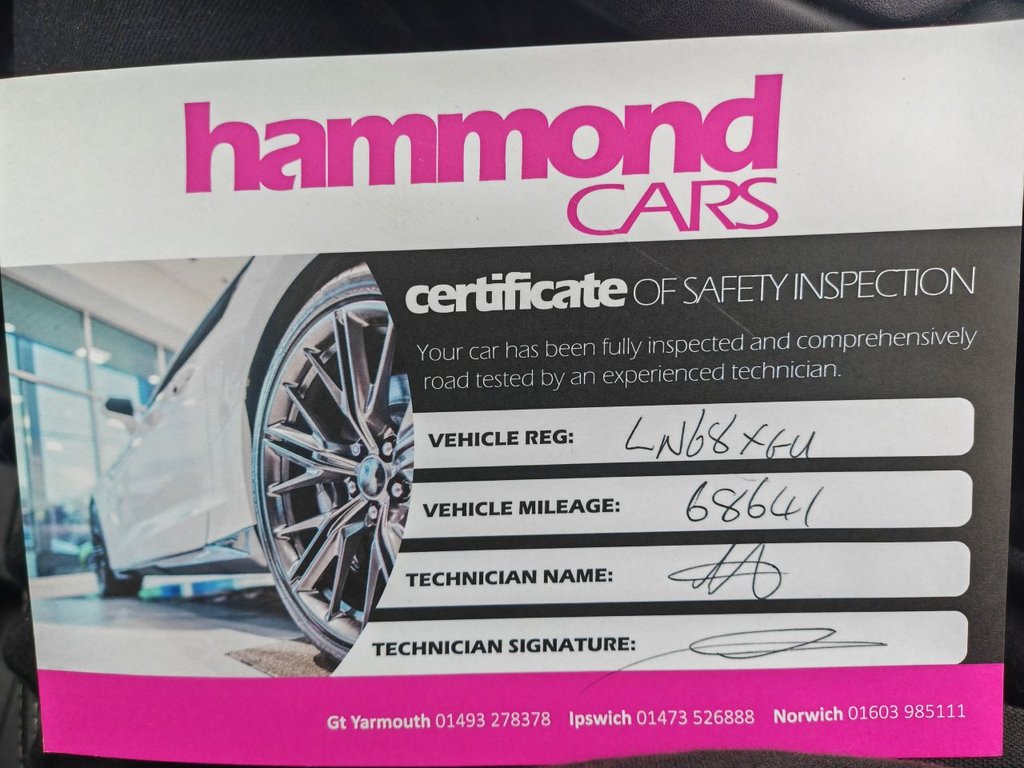 hammond
CARS
certificate OF SAFETY INSPECTION
Your car has been fully inspected and comprehensively
road tested by an experienced technician.
VEHICLE REG: LN68XGU
VEHICLE MILEAGE: 68641
TECHNICIAN NAME:
TECHNICIAN SIGNATURE:
Gt Yarmouth 01493 278378 Ipswich 01473 526888 Norwich 01603 985111